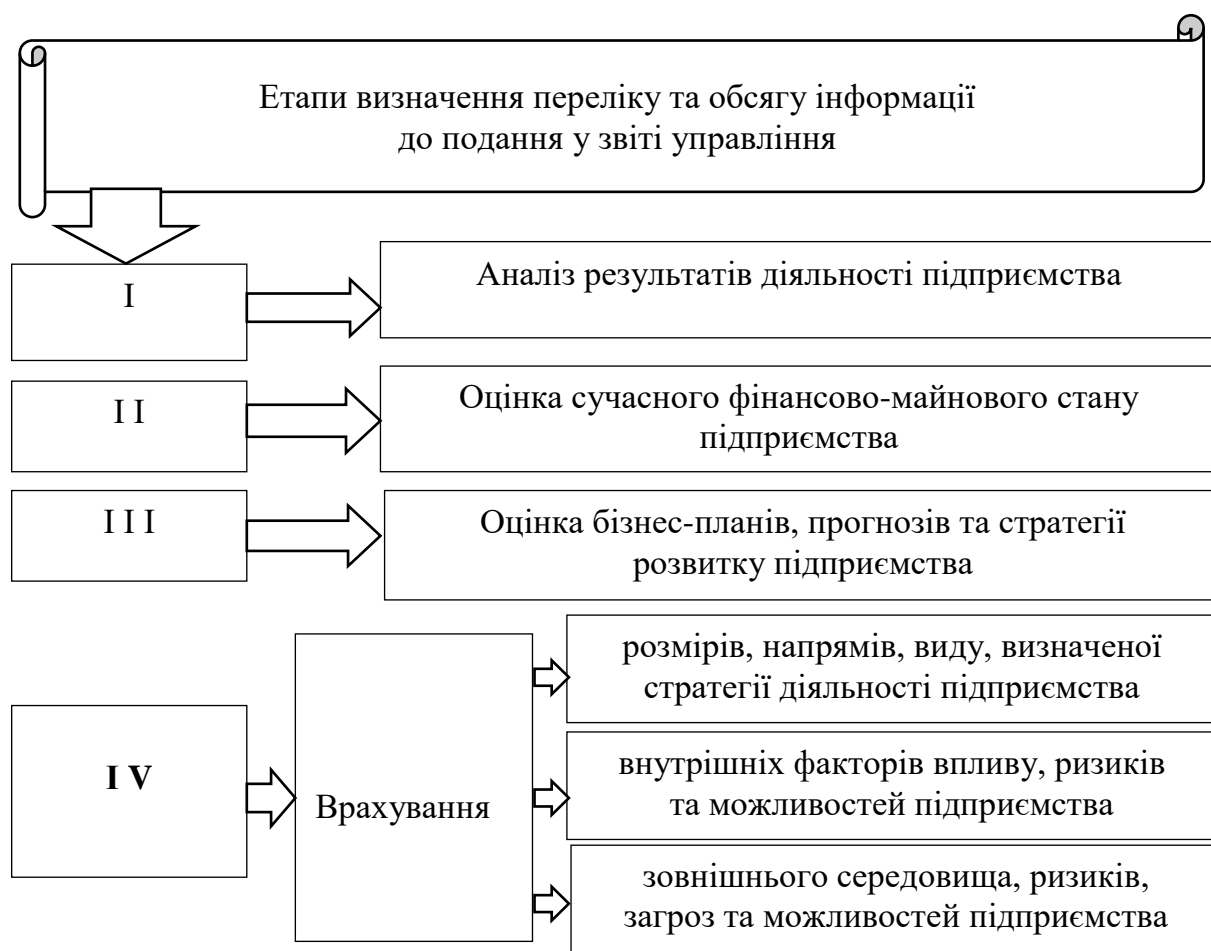 Етапи визначення переліку та обсягу інформації
до подання у звіті управління
I
Аналіз результатів діяльності підприємства
I I
Оцінка сучасного фінансово-майнового стану
підприємства
I I I
Оцінка бізнес-планів, прогнозів та стратегії
розвитку підприємства
I V
Врахування
розмірів, напрямів, виду, визначеної
стратегії діяльності підприємства
внутрішніх факторів впливу, ризиків
та можливостей підприємства
зовнішнього середовища, ризиків,
загроз та можливостей підприємства